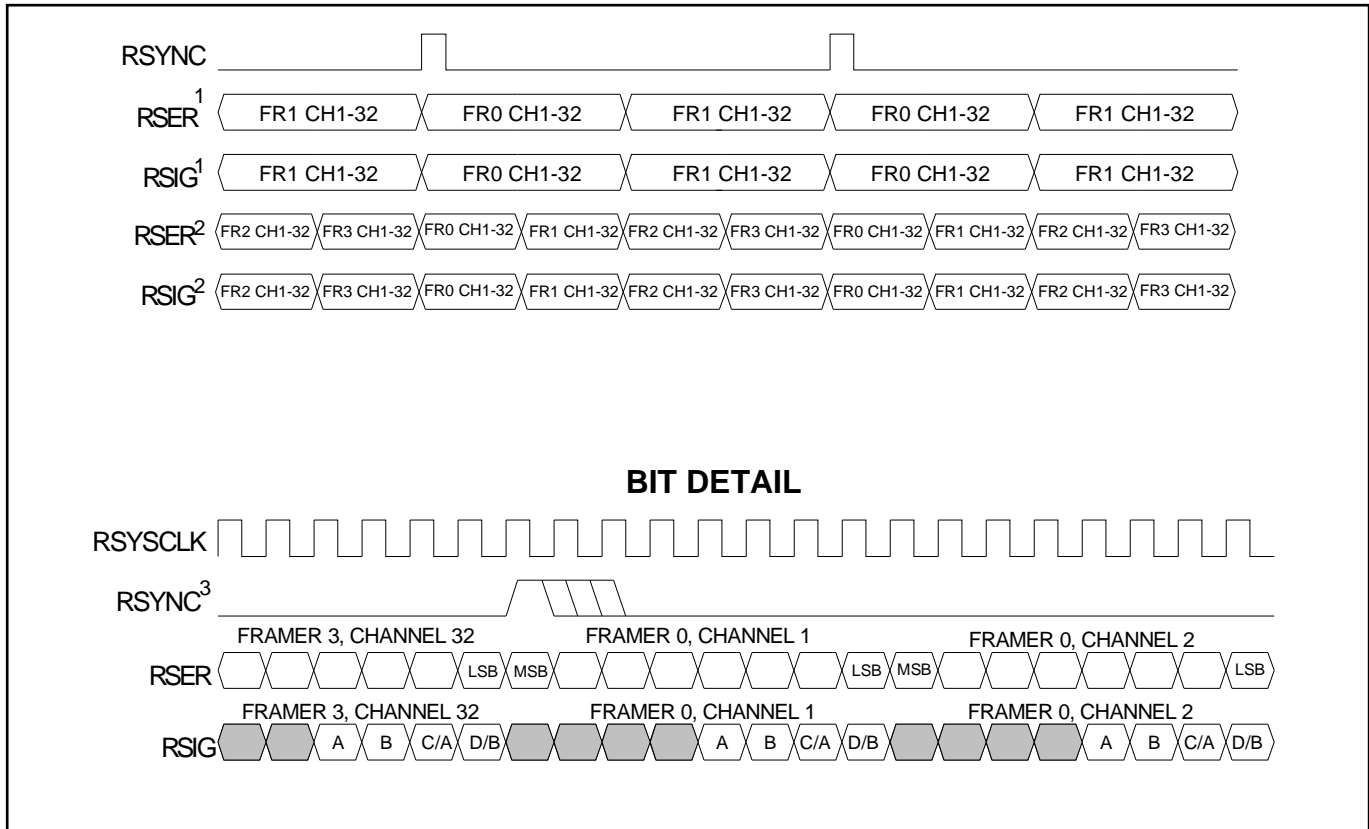 RSYNC
RSER1 FR1 CH1-32 FR0 CH1-32 FR1 CH1-32 FR0 CH1-32 FR1 CH1-32
RSIG1 FR1 CH1-32 FR0 CH1-32 FR1 CH1-32 FR0 CH1-32 FR1 CH1-32
RSER2 FR2 CH1-32 FR3 CH1-32 FR0 CH1-32 FR1 CH1-32 FR2 CH1-32 FR3 CH1-32 FR0 CH1-32 FR1 CH1-32 FR2 CH1-32 FR3 CH1-32
RSIG2 FR2 CH1-32 FR3 CH1-32 FR0 CH1-32 FR1 CH1-32 FR2 CH1-32 FR3 CH1-32 FR0 CH1-32 FR1 CH1-32 FR2 CH1-32 FR3 CH1-32
BIT DETAIL
RSYSCLK
RSYNC3
FRAMER 3, CHANNEL 32 FRAMER 0, CHANNEL 1 FRAMER 0, CHANNEL 2
RSER LSB MSB LSB MSB LSB
FRAMER 3, CHANNEL 32 FRAMER 0, CHANNEL 1 FRAMER 0, CHANNEL 2
RSIG A B C/A D/B A B C/A D/B A B C/A D/B